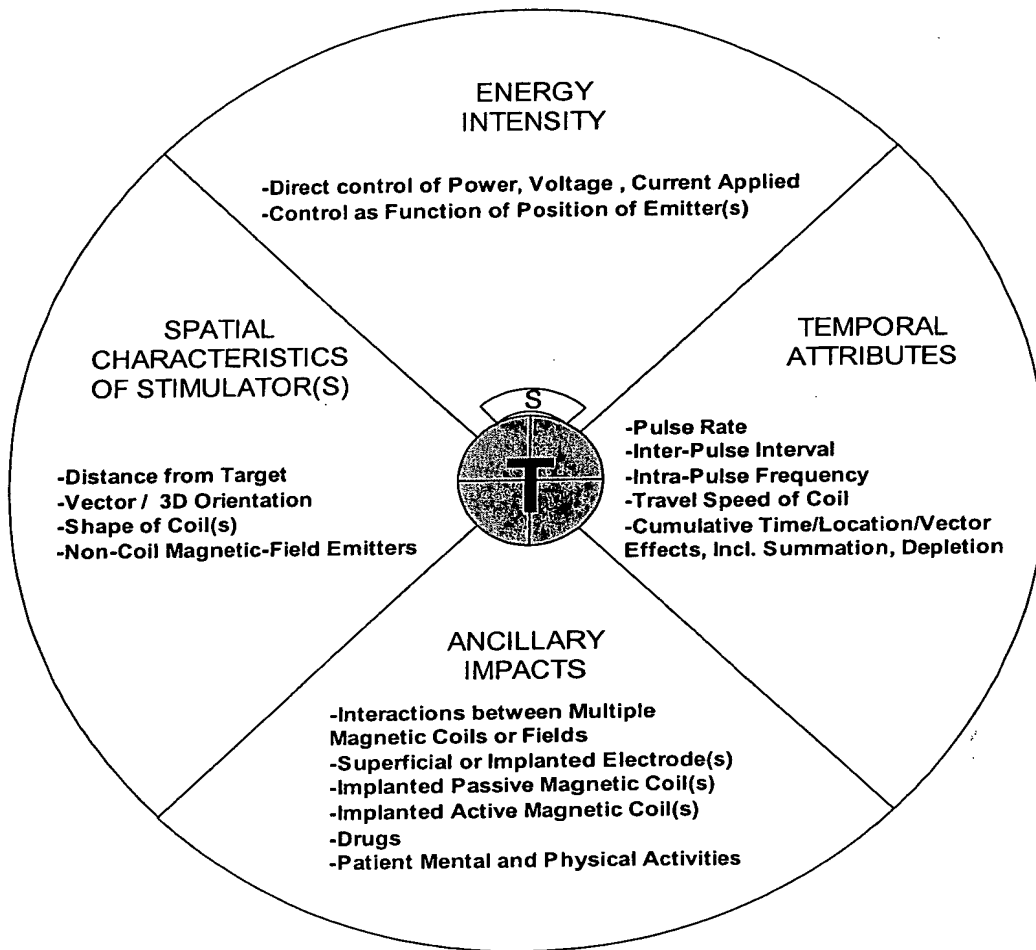 ENERGY
INTENSITY
-Direct control of Power, Voltage , Current Applied
-Control as Function of Position of Emitter(s)
SPATIAL
CHARACTERISTICS
OF STIMULATOR(S)
-Distance from Target
-Vector / 3D Orientation
-Shape of Coil(s)
-Non-Coil Magnetic-Field Emitters
TEMPORAL
ATTRIBUTES
-Pulse Rate
-Inter-Pulse Interval
-Intra-Pulse Frequency
-Travel Speed of Coil
-Cumulative Time/Location/Vector
Effects, Incl. Summation, Depletion
S
T
ANCILLARY
IMPACTS
-Interactions between Multiple
Magnetic Coils or Fields
-Superficial or Implanted Electrode(s)
-Implanted Passive Magnetic Coil(s)
-Implanted Active Magnetic Coil(s)
-Drugs
-Patient Mental and Physical Activities